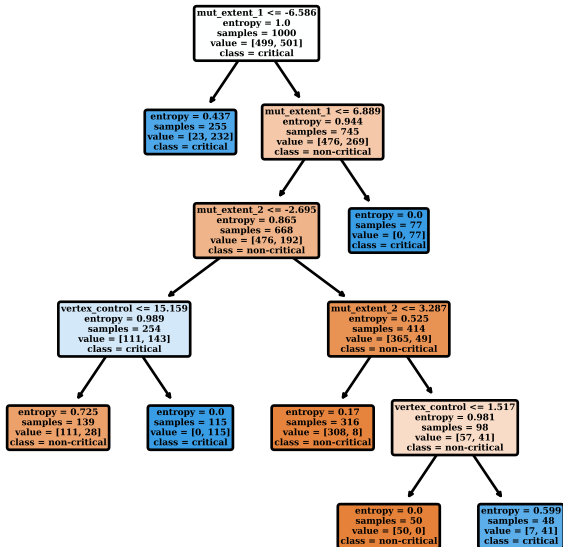 mut_extent_1 <= -6.586
entropy = 1.0
samples = 1000
value = [499, 501]
class = critical
entropy = 0.437
samples = 255
value = [23, 232]
class = critical
mut_extent_1 <= 6.889
entropy = 0.944
samples = 745
value = [476, 269]
class = non-critical
mut_extent_2 <= -2.695
entropy = 0.865
samples = 668
value = [476, 192]
class = non-critical
entropy = 0.0
samples = 77
value = [0, 77]
class = critical
vertex_control <= 15.159
entropy = 0.989
samples = 254
value = [111, 143]
class = critical
mut_extent_2 <= 3.287
entropy = 0.525
samples = 414
value = [365, 49]
class = non-critical
entropy = 0.725
samples = 139
value = [111, 28]
class = non-critical
entropy = 0.0
samples = 115
value = [0, 115]
class = critical
entropy = 0.17
samples = 316
value = [308, 8]
class = non-critical
vertex_control <= 1.517
entropy = 0.981
samples = 98
value = [57, 41]
class = non-critical
entropy = 0.0
samples = 50
value = [50, 0]
class = non-critical
entropy = 0.599
samples = 48
value = [7, 41]
class = critical